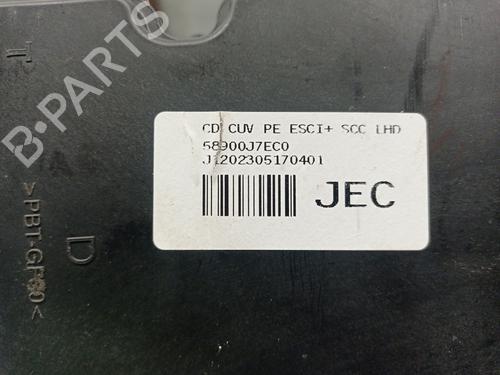 B-PARTS
CD CUV PE ESCI+ SCC LHD
58900J7EC0
J1202305170401
JEC
>PBT-GF30<